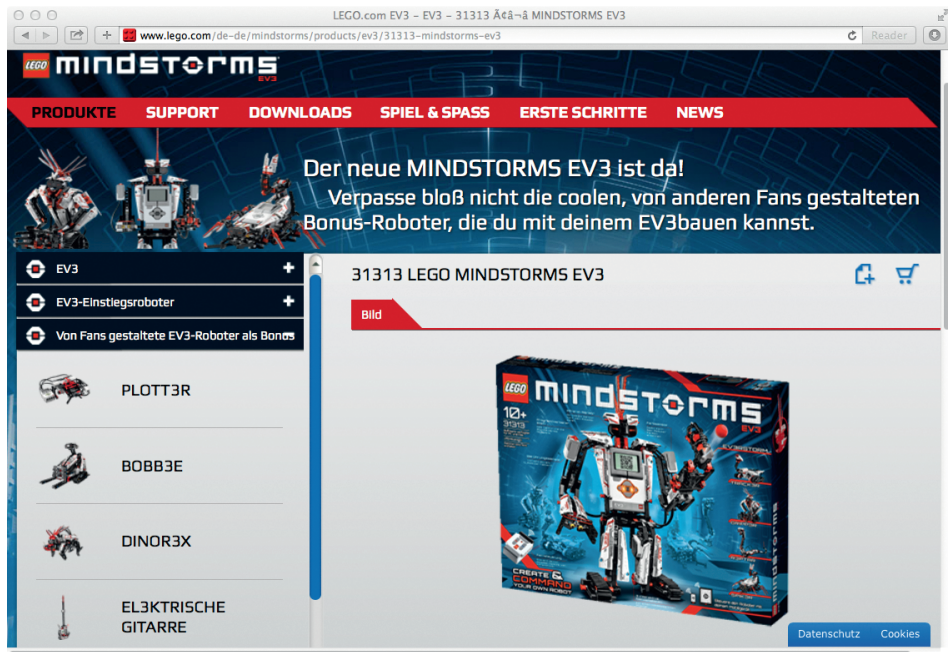 LEGO.com EV3 – EV3 – 31313 Ã¢â¬â MINDSTORMS EV3
www.lego.com/de-de/mindstorms/products/ev3/31313-mindstorms-ev3
Reader
LEGO mindstorms
EV3
PRODUKTE SUPPORT DOWNLOADS SPIEL & SPASS ERSTE SCHRITTE NEWS
Der neue MINDSTORMS EV3 ist da!
Verpasse bloß nicht die coolen, von anderen Fans gestalteten
Bonus-Roboter, die du mit deinem EV3bauen kannst.
EV3
EV3-Einstiegsroboter
Von Fans gestaltete EV3-Roboter als Bonus
PLOTT3R
BOBB3E
DINOR3X
EL3KTRISCHE
GITARRE
31313 LEGO MINDSTORMS EV3
Bild
LEGO mindstorms
EV3
10+
31313
EV3RSTORM
CREATE &
COMMAND
YOUR OWN ROBOT
mindstorms
Datenschutz Cookies